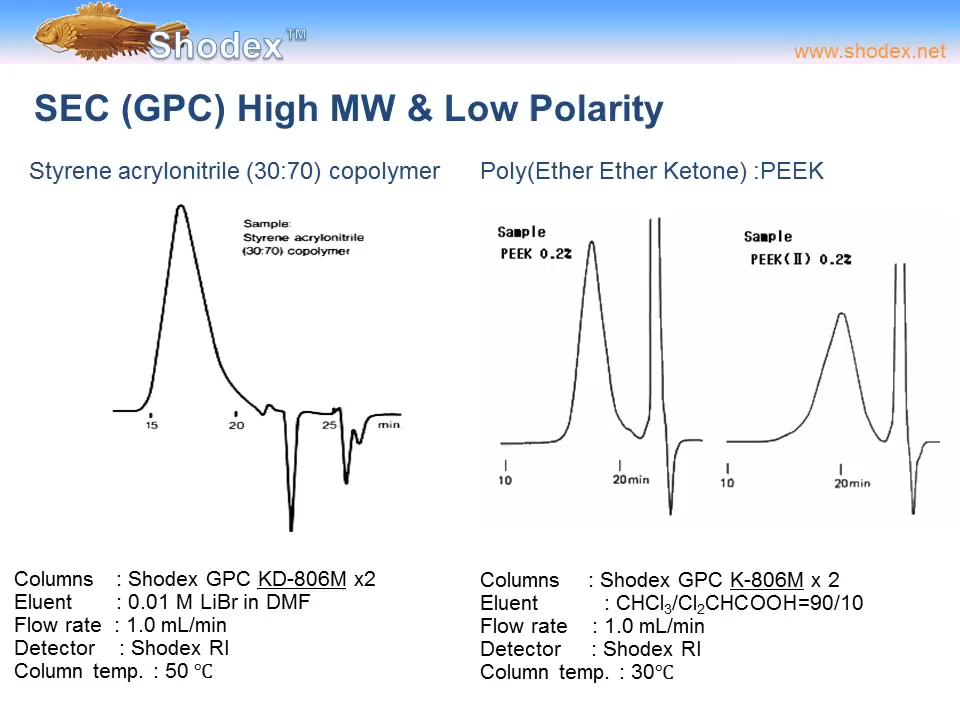 Shodex™
www.shodex.net
SEC (GPC) High MW & Low Polarity
Styrene acrylonitrile (30:70) copolymer
Sample:
Styrene acrylonitrile
(30:70) copolymer
15 20 25 min.
Columns : Shodex GPC KD-806M x2
Eluent : 0.01 M LiBr in DMF
Flow rate : 1.0 mL/min
Detector : Shodex RI
Column temp. : 50 ℃
Poly(Ether Ether Ketone) :PEEK
Sample
PEEK 0.2%
10 20min
Sample
PEEK(II) 0.2%
10 20min
Columns : Shodex GPC K-806M x 2
Eluent : CHCl3/Cl2CHCOOH=90/10
Flow rate : 1.0 mL/min
Detector : Shodex RI
Column temp. : 30℃